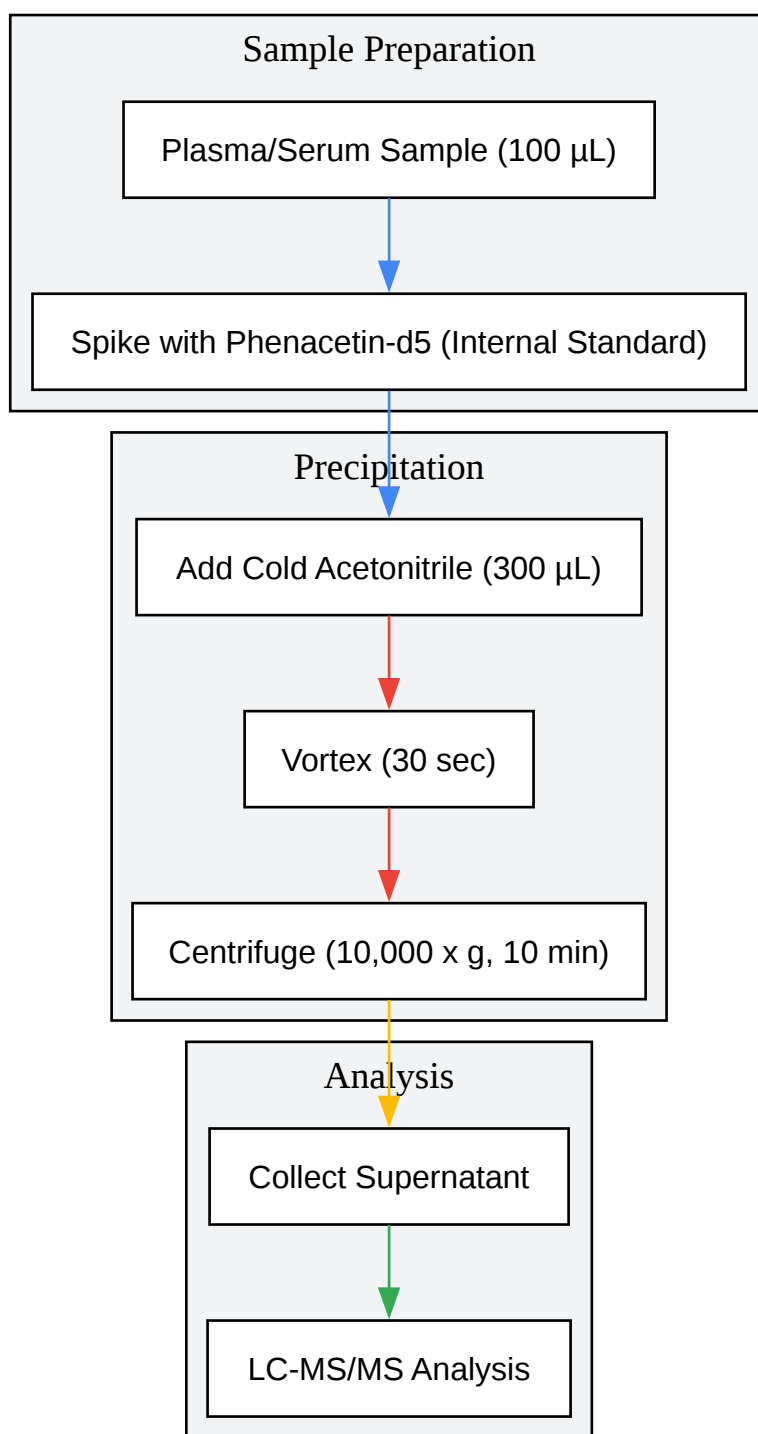 Sample Preparation
Plasma/Serum Sample (100 µL)
Spike with Phenacetin-d5 (Internal Standard)
Precipitation
Add Cold Acetonitrile (300 µL)
Vortex (30 sec)
Centrifuge (10,000 x g, 10 min)
Analysis
Collect Supernatant
LC-MS/MS Analysis